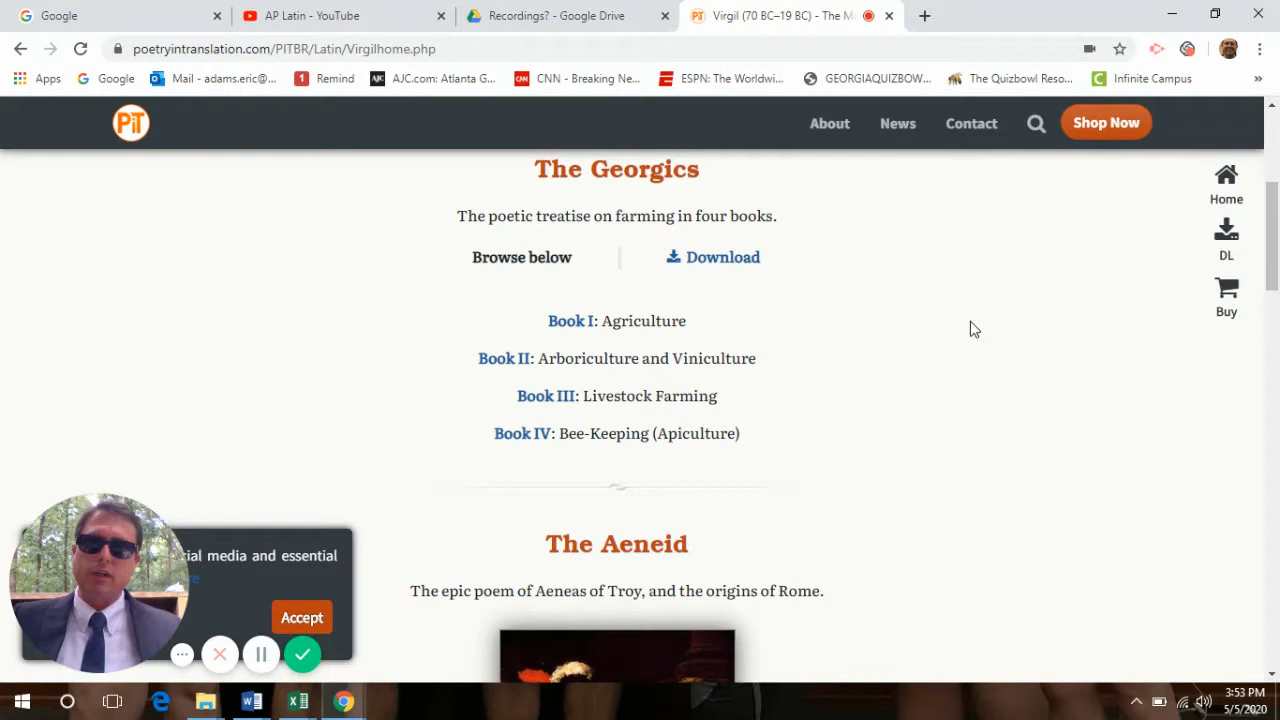 Google
AP Latin - YouTube
Recordings? - Google Drive
Virgil (70 BC–19 BC) - The M
poetryintranslation.com/PITBR/Latin/Virgilhome.php
Apps
Google
Mail - adams.eric@...
Remind
AJC.com: Atlanta G...
CNN - Breaking Ne...
ESPN: The Worldwi...
GEORGIAQUIZBOW...
The Quizbowl Reso...
Infinite Campus
»
PiT
About
News
Contact
Shop Now
The Georgics
The poetic treatise on farming in four books.
Browse below
Download
Book I: Agriculture
Book II: Arboriculture and Viniculture
Book III: Livestock Farming
Book IV: Bee-Keeping (Apiculture)
The Aeneid
The epic poem of Aeneas of Troy, and the origins of Rome.
Home
DL
Buy
ial media and essential
re
Accept
3:53 PM
5/5/2020